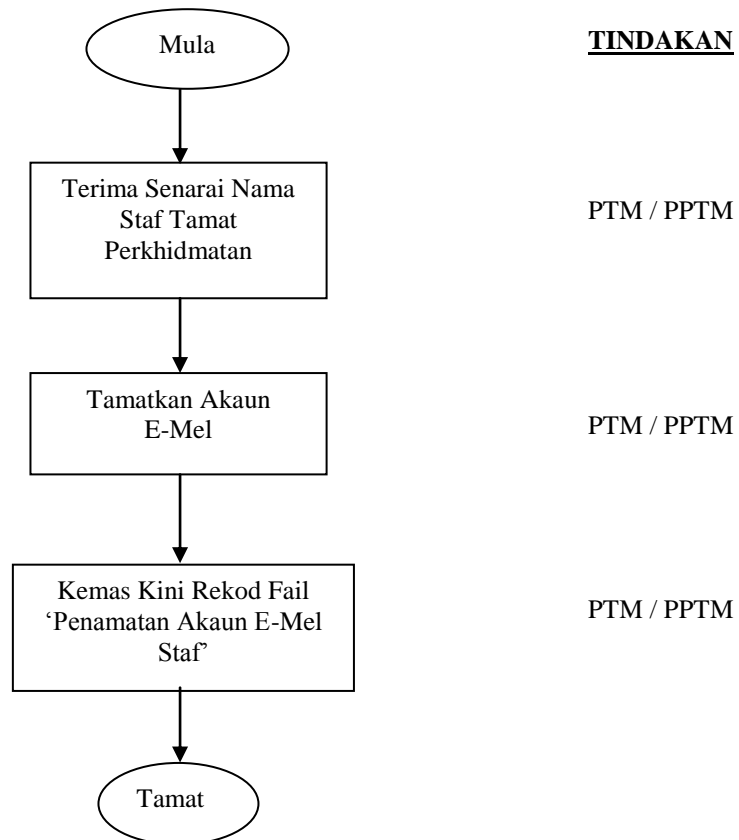 Mula
TINDAKAN
Terima Senarai Nama
Staf Tamat
Perkhidmatan
PTM / PPTM
Tamatkan Akaun
E-Mel
PTM / PPTM
Kemas Kini Rekod Fail
‘Penamatan Akaun E-Mel
Staf’
PTM / PPTM
Tamat